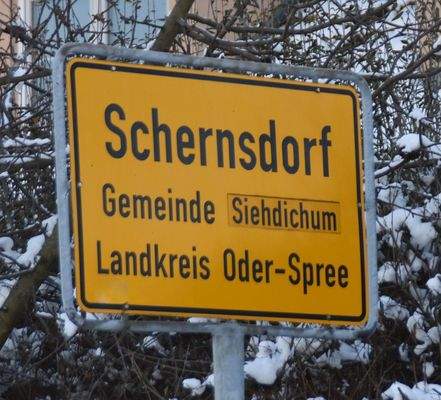 Schernsdorf
Gemeinde Siehdichum
Landkreis Oder-Spree